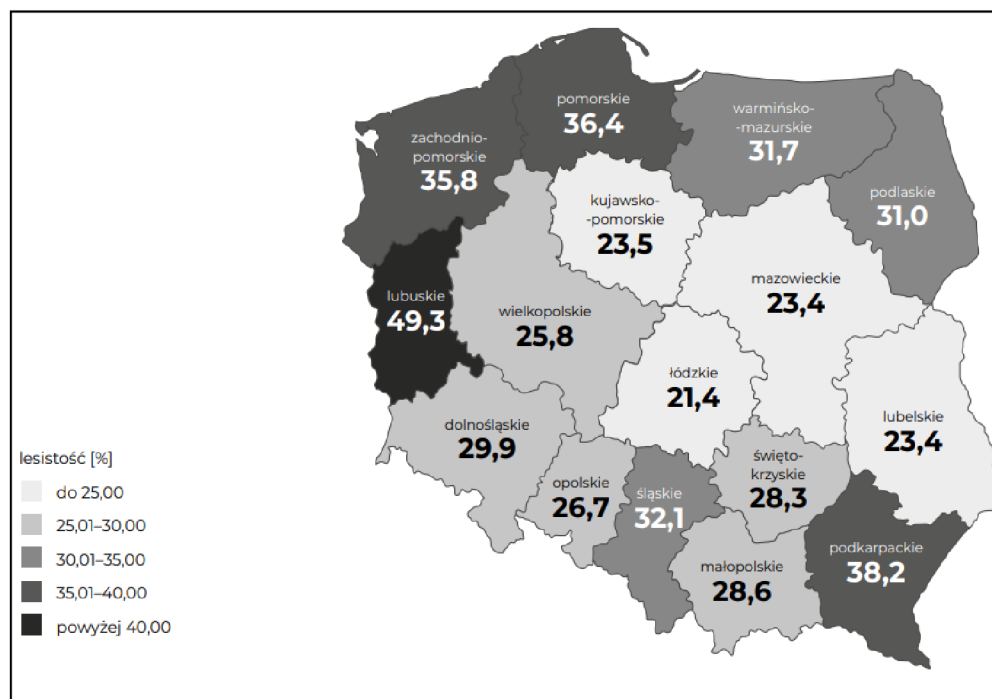 pomorskie
36,4
warmińsko-
-mazurskie
31,7
zachodnio-
pomorskie
35,8
podlaskie
31,0
kujawsko-
-pomorskie
23,5
mazowieckie
23,4
lubuskie
49,3
wielkopolskie
25,8
łódzkie
21,4
lubelskie
23,4
dolnośląskie
29,9
święto-
krzyskie
28,3
opolskie
26,7
śląskie
32,1
podkarpackie
38,2
małopolskie
28,6
lesistość [%]
do 25,00
25,01–30,00
30,01–35,00
35,01–40,00
powyżej 40,00